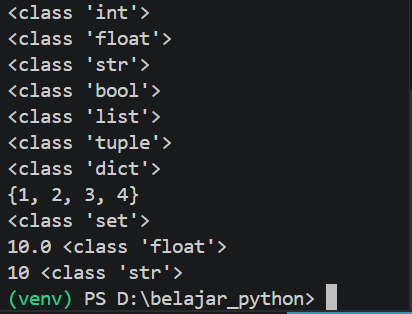 <class 'int'>
<class 'float'>
<class 'str'>
<class 'bool'>
<class 'list'>
<class 'tuple'>
<class 'dict'>
{1, 2, 3, 4}
<class 'set'>
10.0 <class 'float'>
10 <class 'str'>
(venv) PS D:\belajar_python>